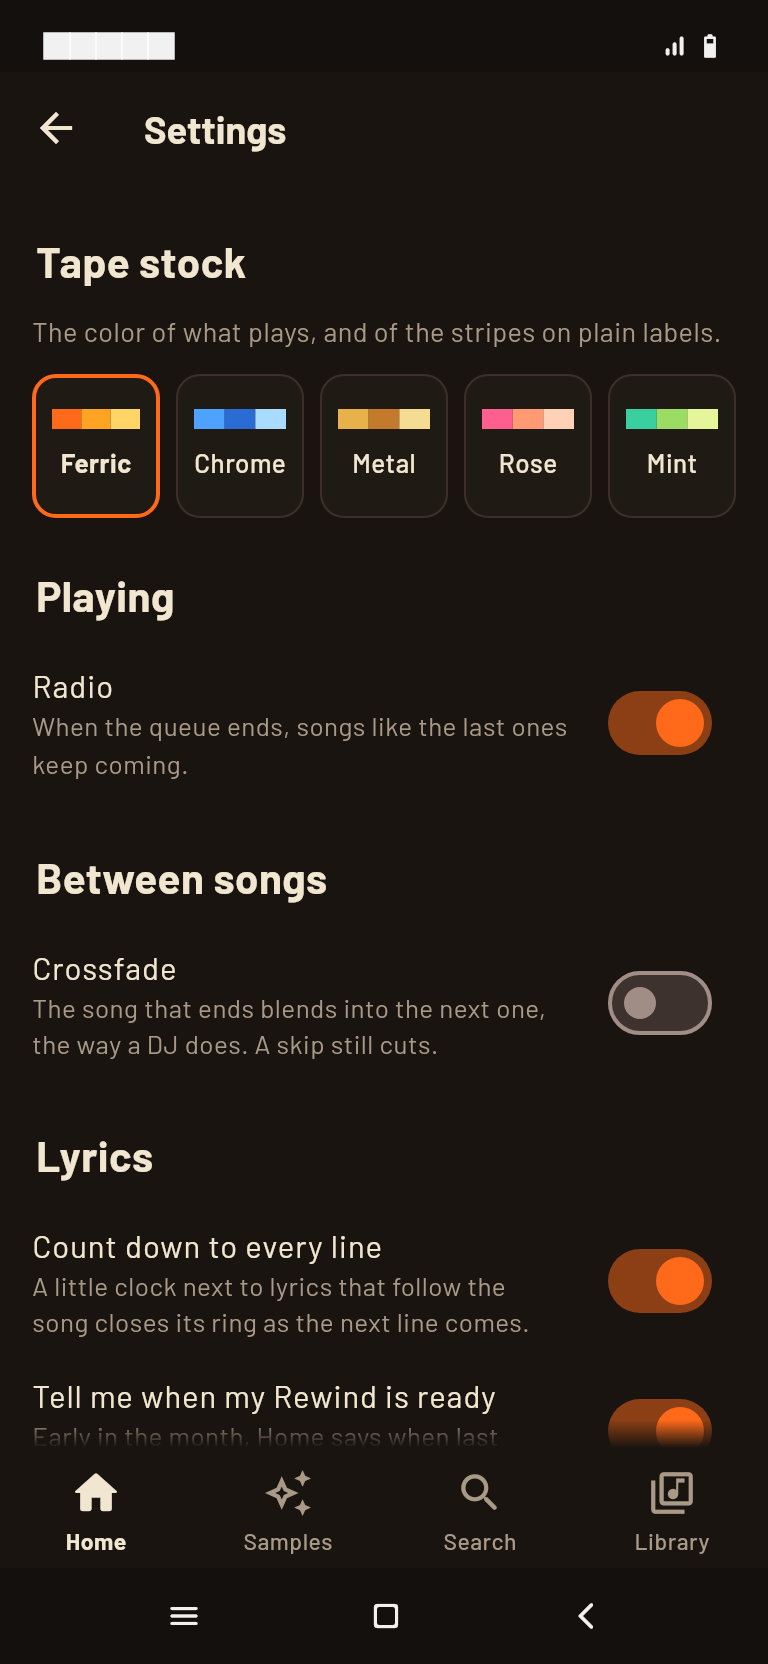 Settings
Tape stock
The color of what plays, and of the stripes on plain labels.
Ferric Chrome Metal Rose Mint
Playing
Radio
When the queue ends, songs like the last ones
keep coming.
Between songs
Crossfade
The song that ends blends into the next one,
the way a DJ does. A skip still cuts.
Lyrics
Count down to every line
A little clock next to lyrics that follow the
song closes its ring as the next line comes.
Tell me when my Rewind is ready
Early in the month, Home says when last
Home Samples Search Library